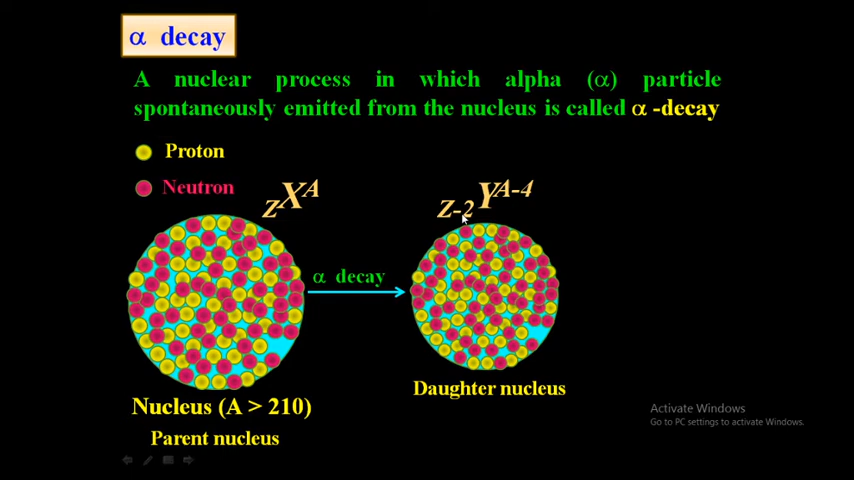 α decay
A nuclear process in which alpha (α) particle
spontaneously emitted from the nucleus is called α -decay
Proton
Neutron
ZXA
Z-2YA-4
α decay
Nucleus (A > 210)
Parent nucleus
Daughter nucleus
Activate Windows
Go to PC settings to activate Windows.